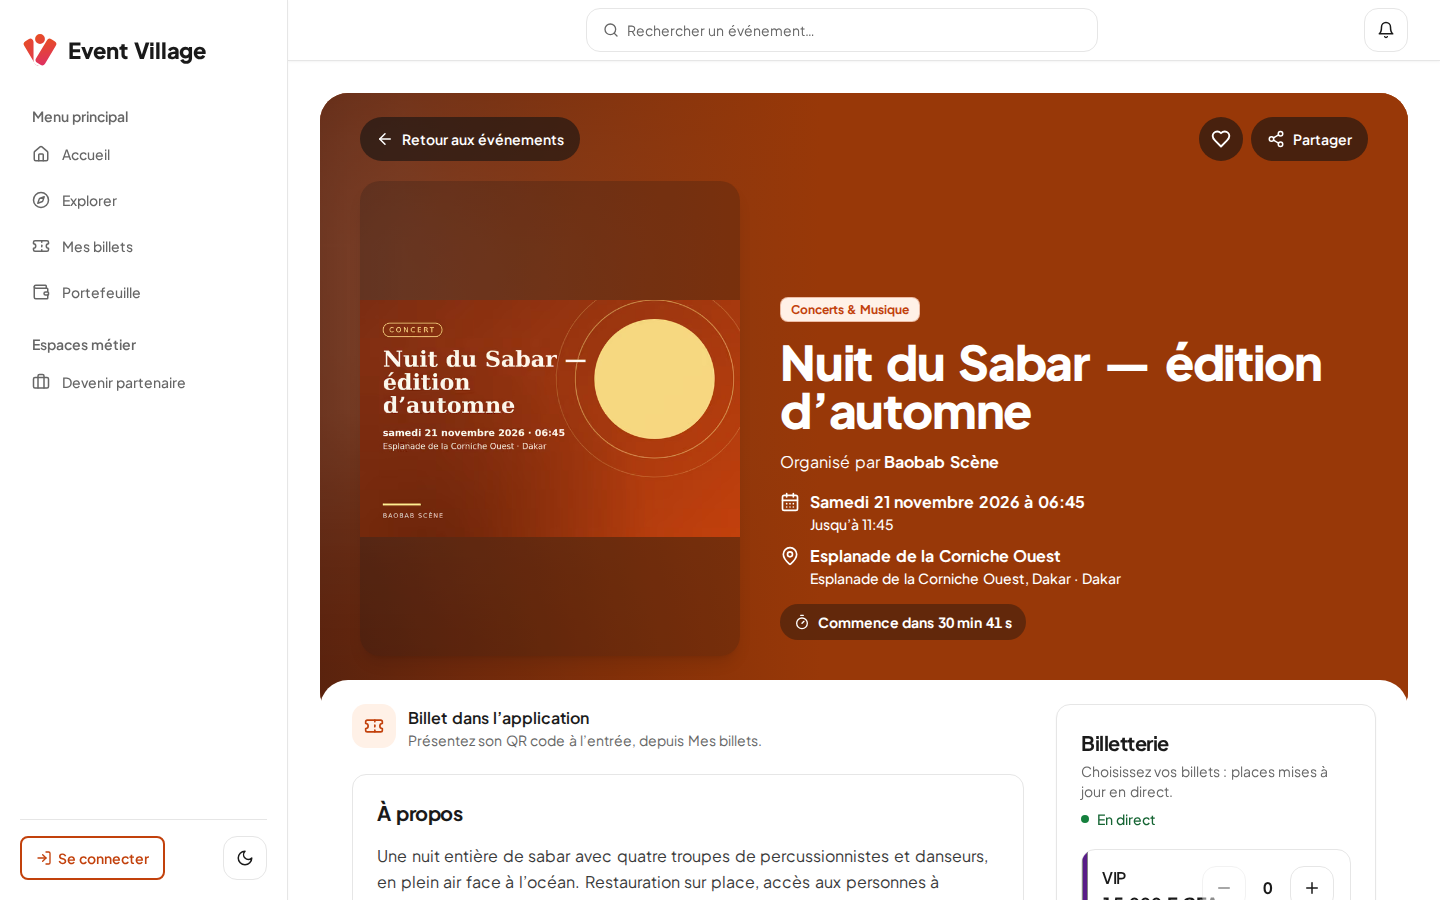 Event Village
Rechercher un événement…
Menu principal
Accueil
Explorer
Mes billets
Portefeuille
Espaces métier
Devenir partenaire
Se connecter
Retour aux événements
Partager
CONCERT
Nuit du Sabar —
édition
d’automne
samedi 21 novembre 2026 · 06:45
Esplanade de la Corniche Ouest · Dakar
BAOBAB SCÈNE
Concerts & Musique
Nuit du Sabar — édition
d’automne
Organisé par Baobab Scène
Samedi 21 novembre 2026 à 06:45
Jusqu’à 11:45
Esplanade de la Corniche Ouest
Esplanade de la Corniche Ouest, Dakar · Dakar
Commence dans 30 min 41 s
Billet dans l’application
Présentez son QR code à l’entrée, depuis Mes billets.
À propos
Une nuit entière de sabar avec quatre troupes de percussionnistes et danseurs,
en plein air face à l’océan. Restauration sur place, accès aux personnes à
Billetterie
Choisissez vos billets : places mises à
jour en direct.
En direct
VIP
0